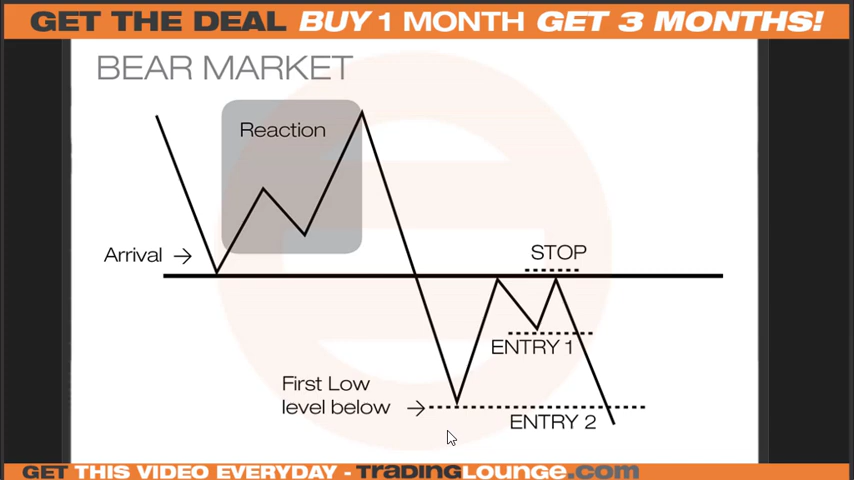 GET THE DEAL BUY 1 MONTH GET 3 MONTHS!
BEAR MARKET
Reaction
Arrival
STOP
ENTRY 1
First Low
level below
ENTRY 2
GET THIS VIDEO EVERYDAY - TradingLounge.com